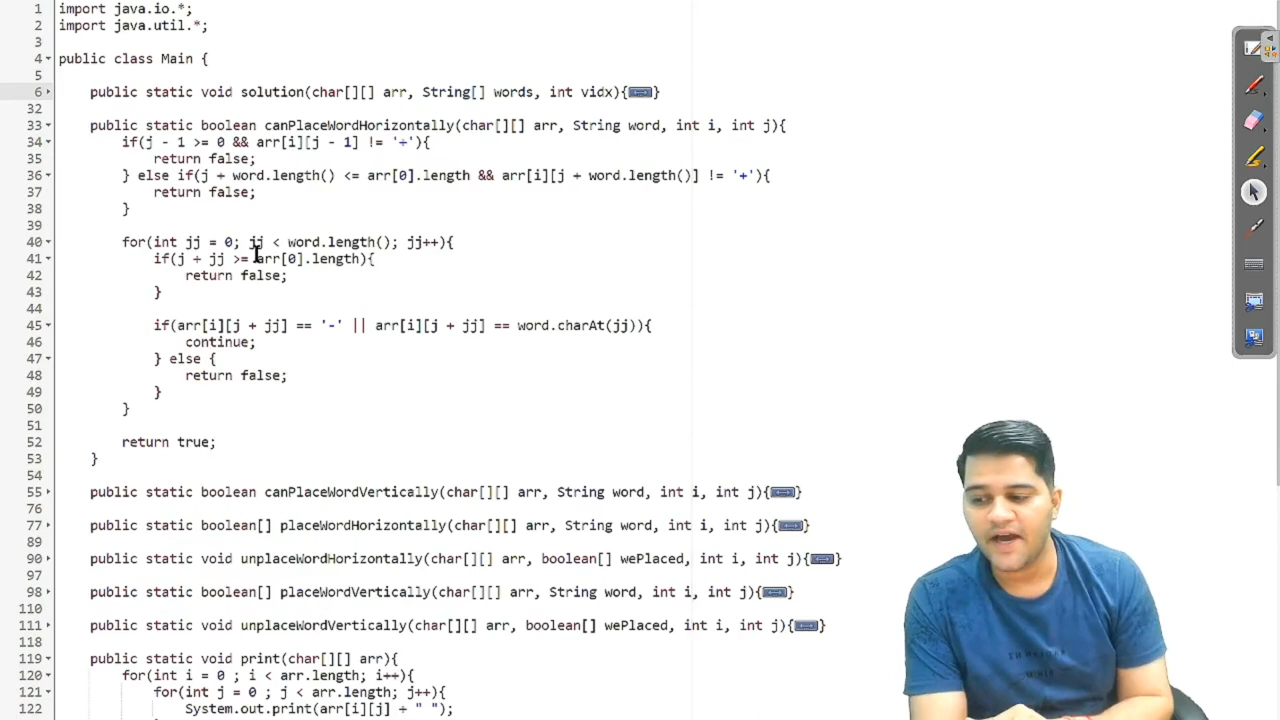 1 import java.io.*;
2 import java.util.*;
3
4 public class Main {
5
6 public static void solution(char[][] arr, String[] words, int vidx){}
32
33 public static boolean canPlaceWordHorizontally(char[][] arr, String word, int i, int j){
34 if(j - 1 >= 0 && arr[i][j - 1] != '+'){
35 return false;
36 } else if(j + word.length() <= arr[0].length && arr[i][j + word.length()] != '+'){
37 return false;
38 }
39
40 for(int jj = 0; jj < word.length(); jj++){
41 if(j + jj >= arr[0].length){
42 return false;
43 }
44
45 if(arr[i][j + jj] == '-' || arr[i][j + jj] == word.charAt(jj)){
46 continue;
47 } else {
48 return false;
49 }
50 }
51
52 return true;
53 }
54
55 public static boolean canPlaceWordVertically(char[][] arr, String word, int i, int j){}
76
77 public static boolean[] placeWordHorizontally(char[][] arr, String word, int i, int j){}
89
90 public static void unplaceWordHorizontally(char[][] arr, boolean[] wePlaced, int i, int j){}
97
98 public static boolean[] placeWordVertically(char[][] arr, String word, int i, int j){}
110
111 public static void unplaceWordVertically(char[][] arr, boolean[] wePlaced, int i, int j){}
118
119 public static void print(char[][] arr){
120 for(int i = 0 ; i < arr.length; i++){
121 for(int j = 0 ; j < arr.length; j++){
122 System.out.print(arr[i][j] + " ");